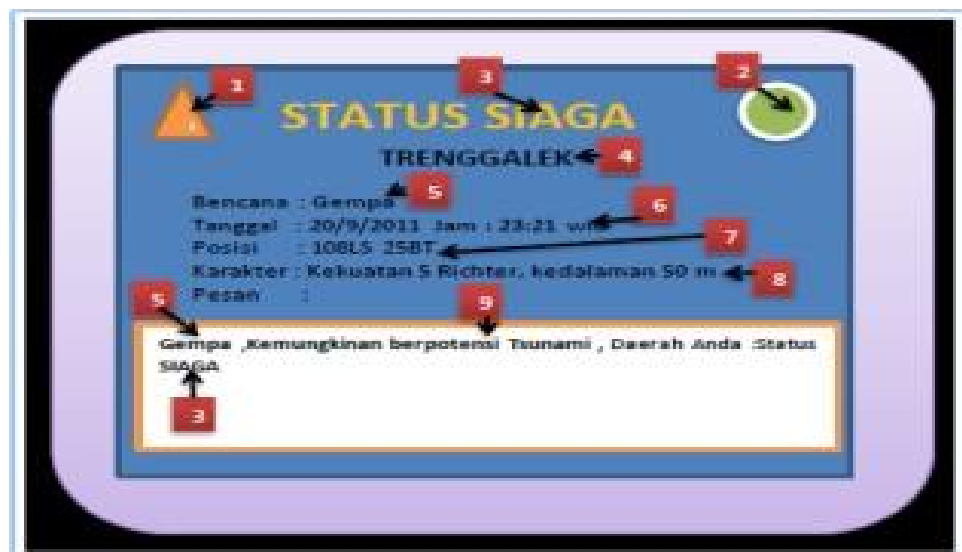 1
3
2
STATUS SIAGA
TRENGGALEK 4
5
Bencana : Gempa
6
Tanggal : 20/9/2011 Jam : 23:21 wib
7
Posisi : 108LS 25BT
Karakter : Kekuatan 5 Richter, kedalaman 50 m
8
Pesan :
5
9
Gempa ,Kemungkinan berpotensi Tsunami , Daerah Anda :Status
SIAGA
3